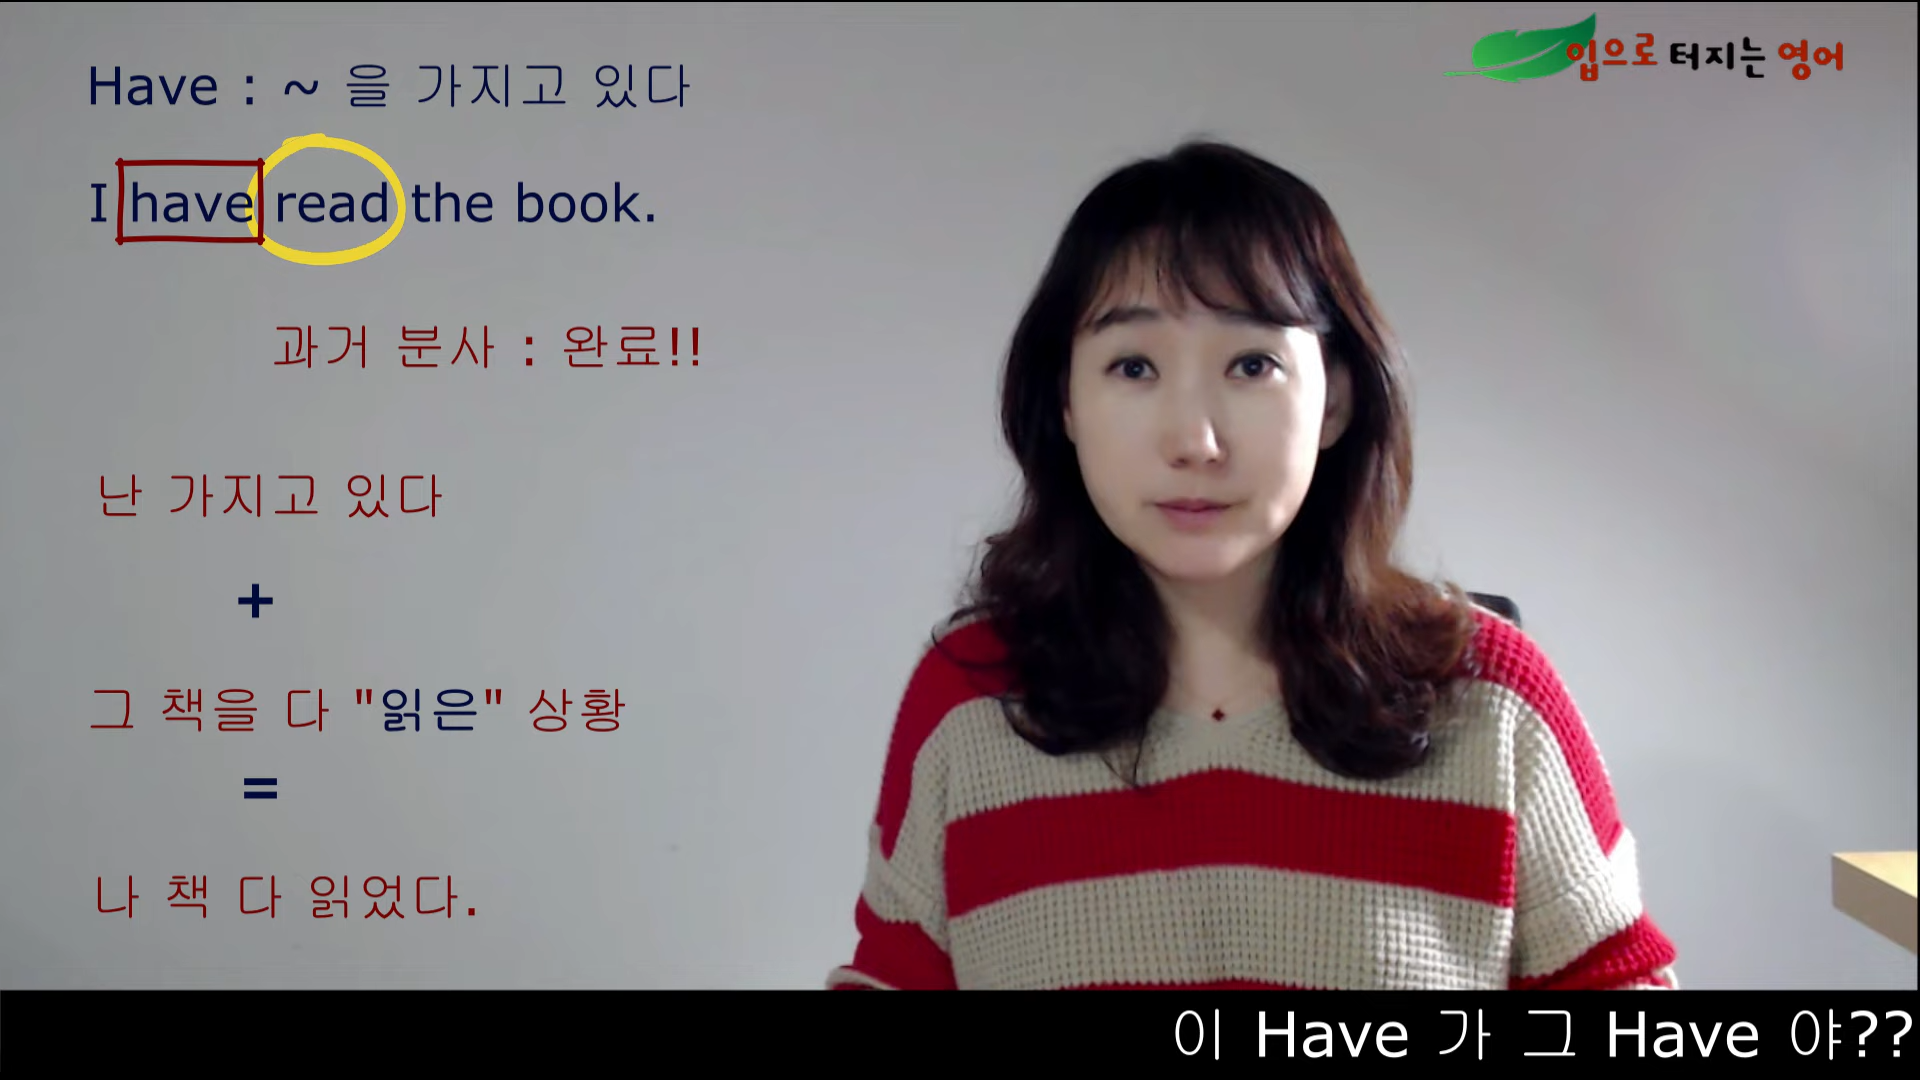 입으로 터지는 영어
Have : ~ 을 가지고 있다
I have read the book.
과거 분사 : 완료!!
난 가지고 있다
+
그 책을 다 "읽은" 상황
=
나 책 다 읽었다.
이 Have 가 그 Have 야??